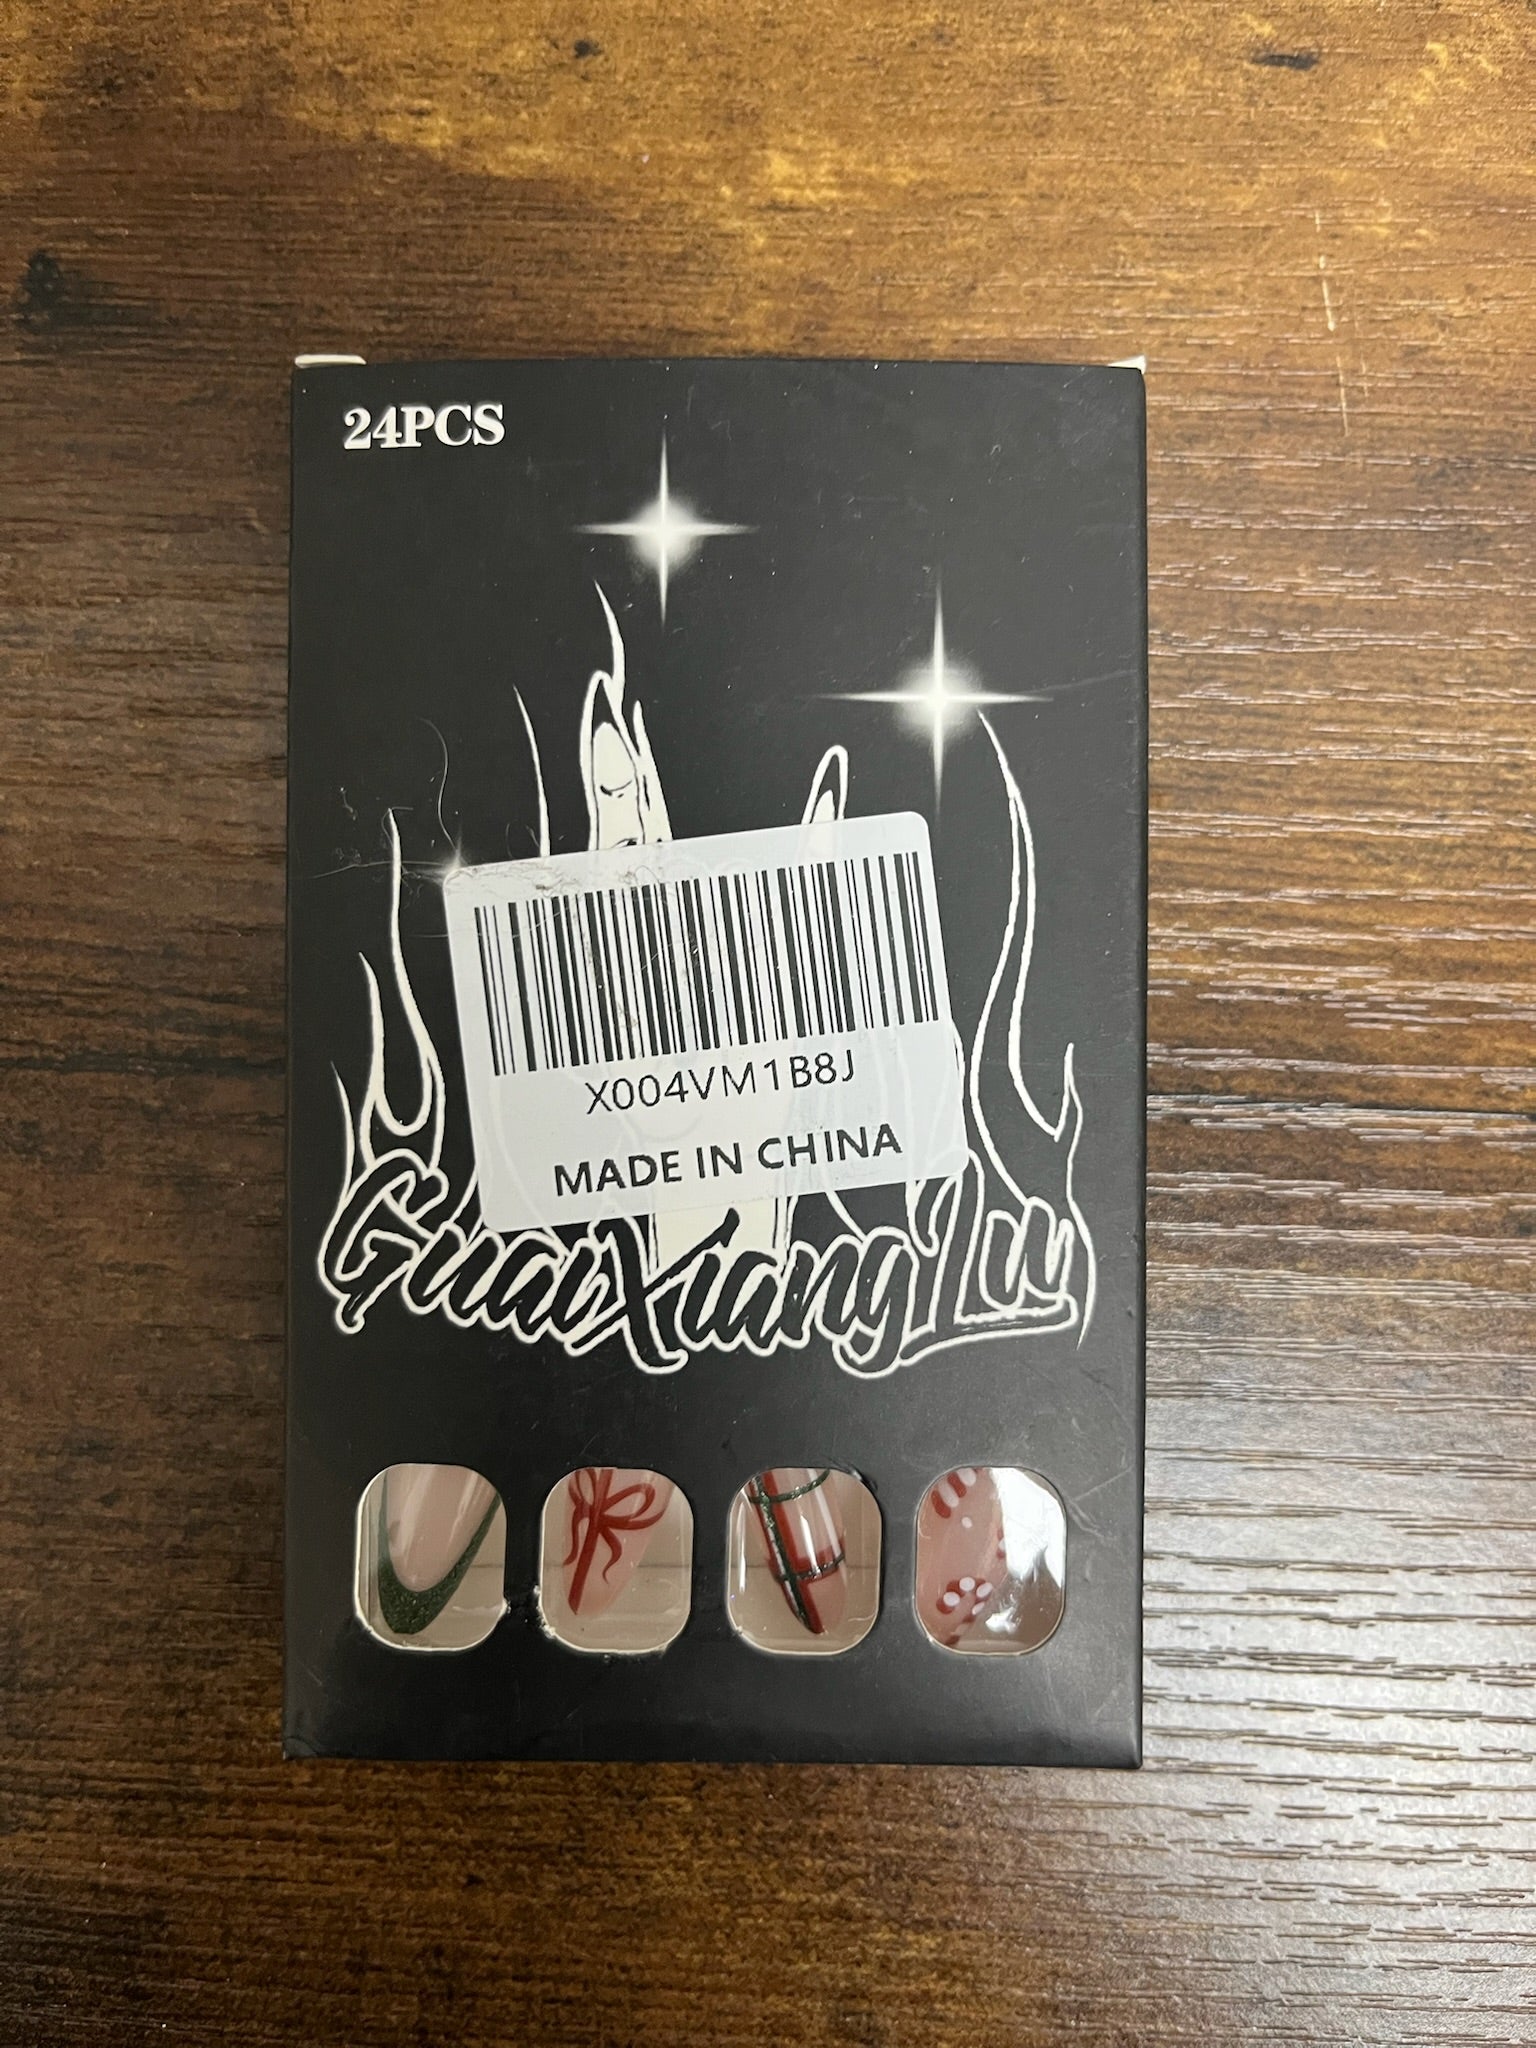 24PCS
X004VM1B8J
MADE IN CHINA
GuaiXiangLu